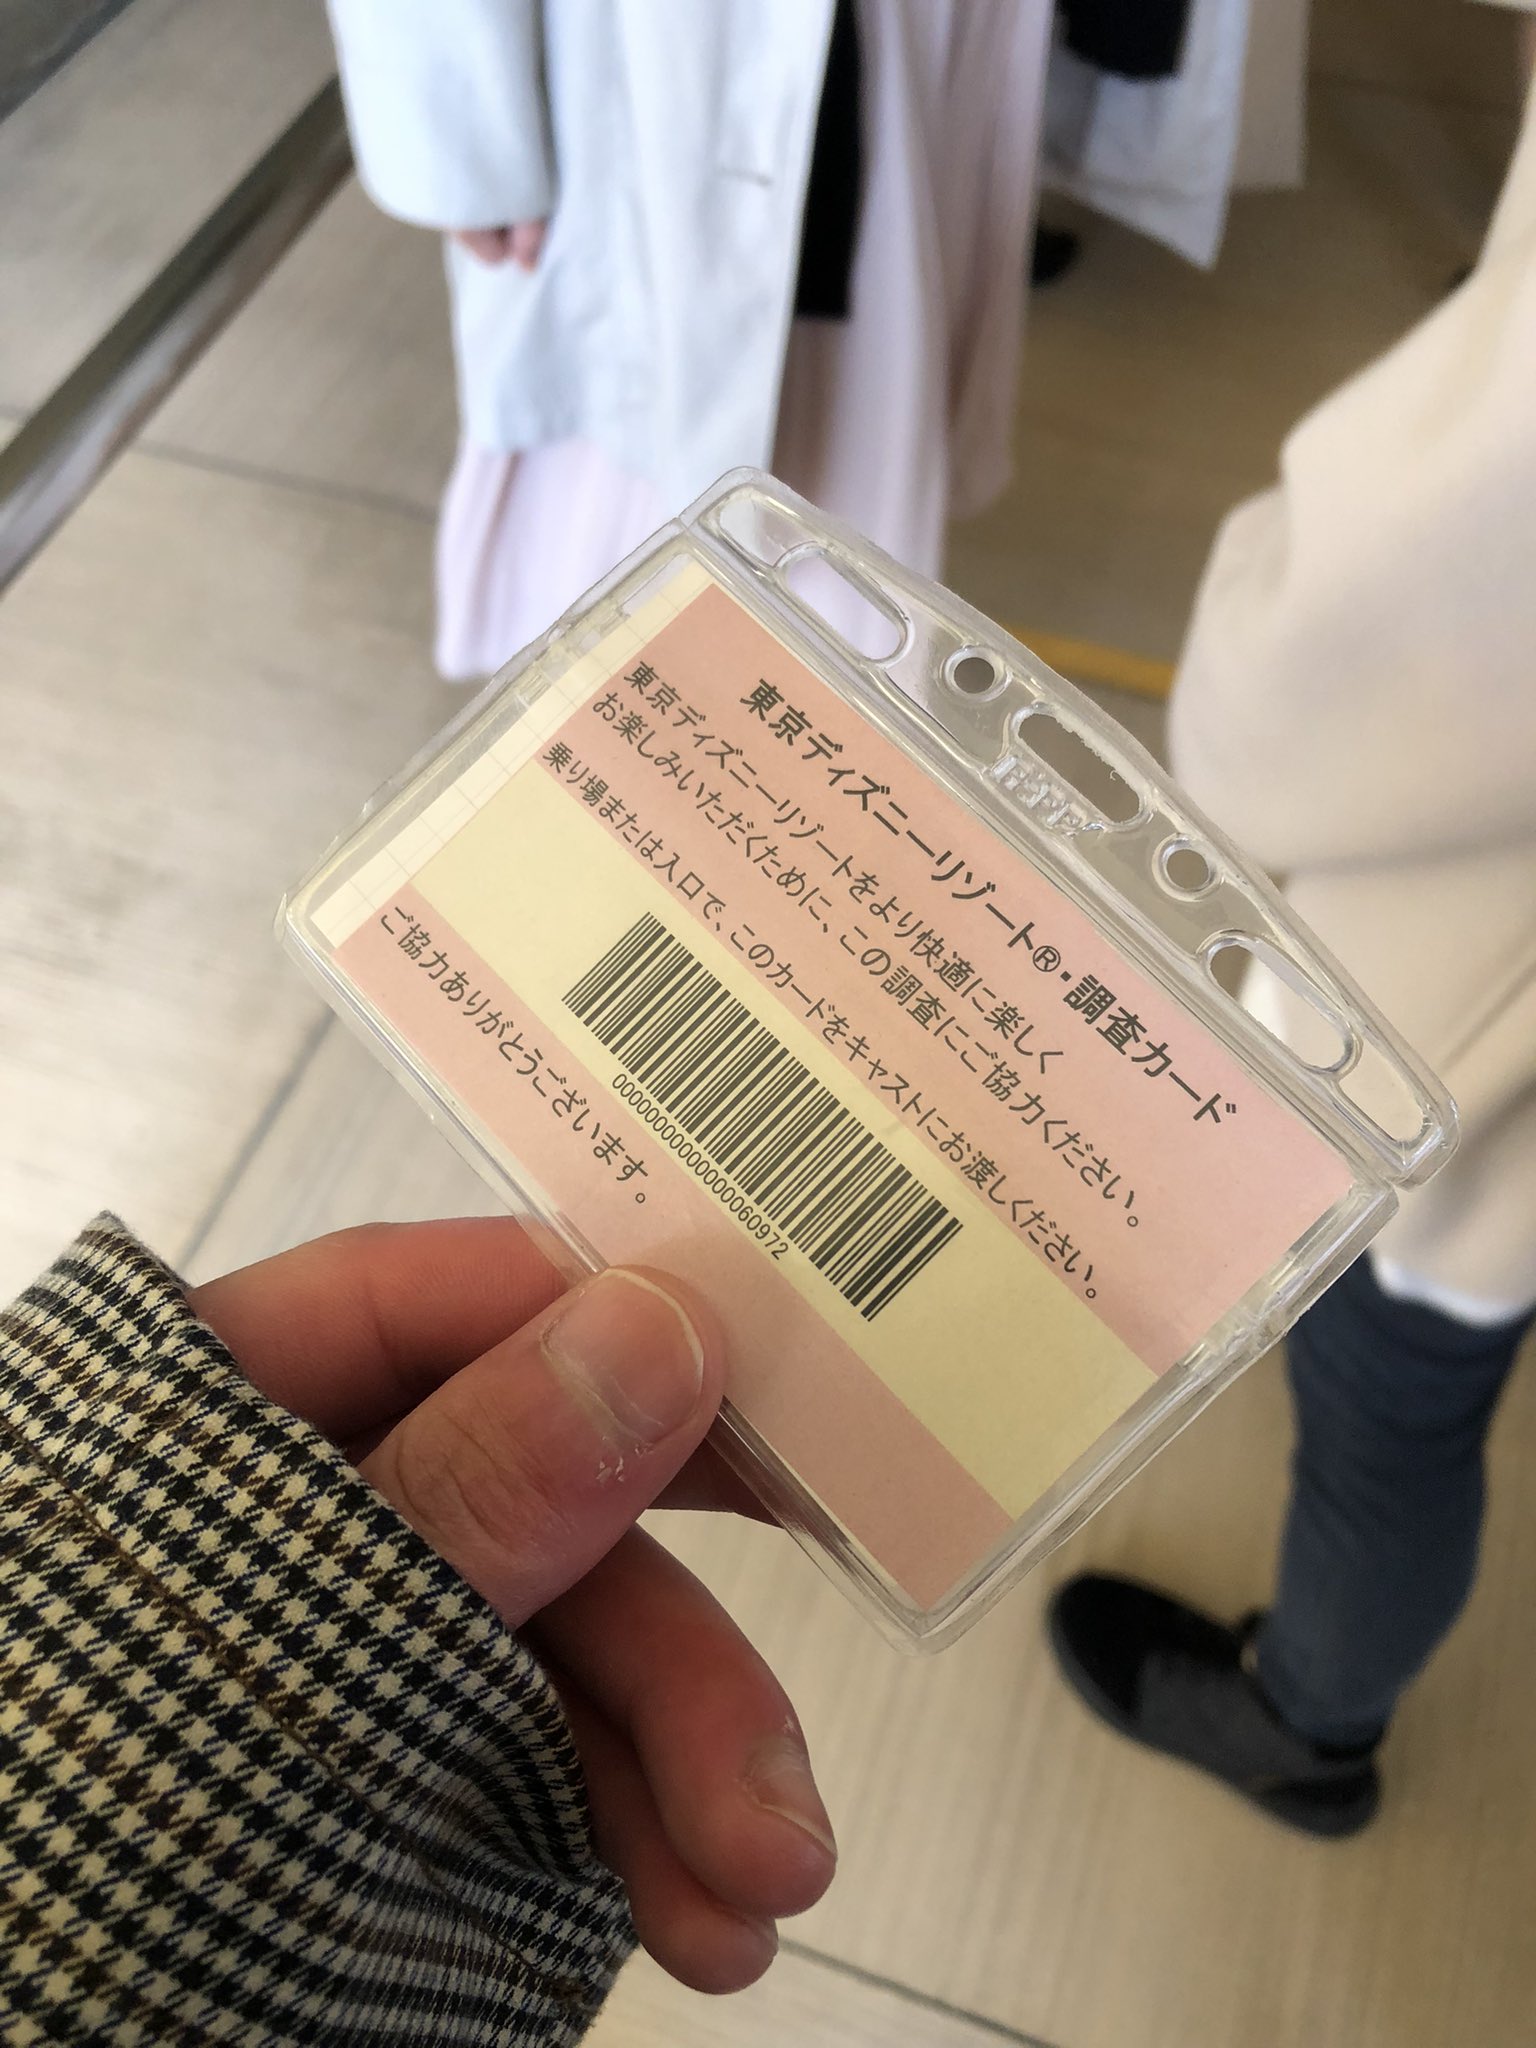 東京ディズニーリゾート®・調査カード
東京ディズニーリゾートをより快適に楽しく
お楽しみいただくために、この調査にご協力ください。
乗り場または入口で、このカードをキャストにお渡しください。
00000000000000060972
ご協力ありがとうございます。